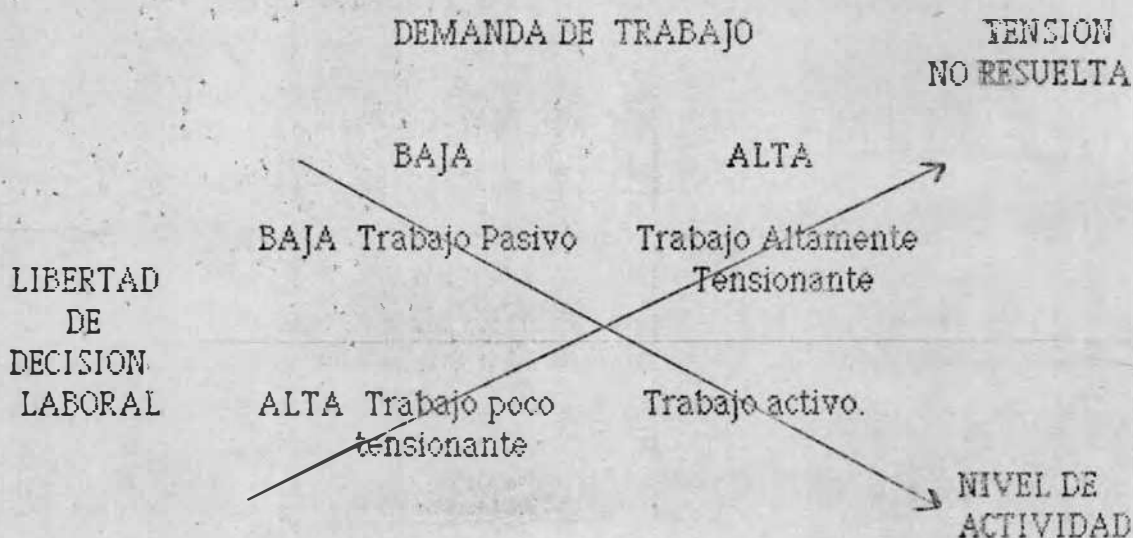 DEMANDA DE TRABAJO
TENSION
NO RESUELTA
BAJA
ALTA
BAJA Trabajo Pasivo
Trabajo Altamente
Tensionante
LIBERTAD
DE
DECISION
LABORAL
ALTA Trabajo poco
tensionante
Trabajo activo.
NIVEL DE
ACTIVIDAD